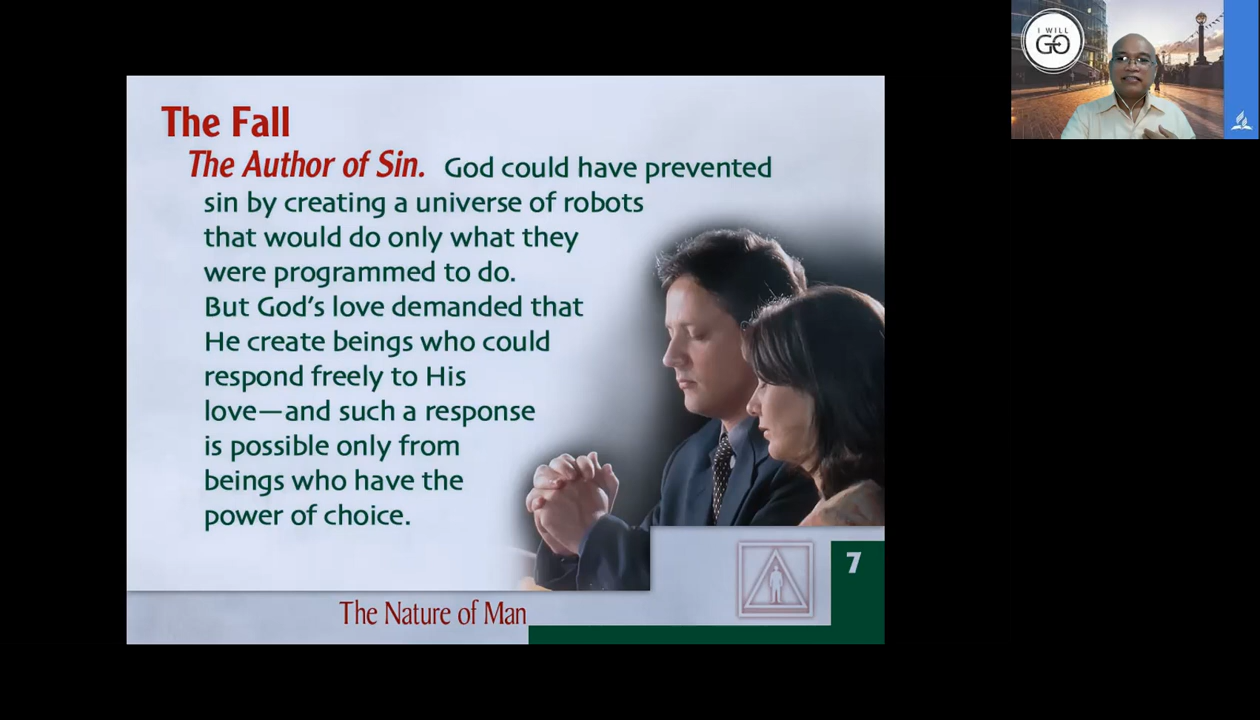 The Fall
The Author of Sin. God could have prevented
sin by creating a universe of robots
that would do only what they
were programmed to do.
But God's love demanded that
He create beings who could
respond freely to His
love—and such a response
is possible only from
beings who have the
power of choice.
7
The Nature of Man
I WILL
GO